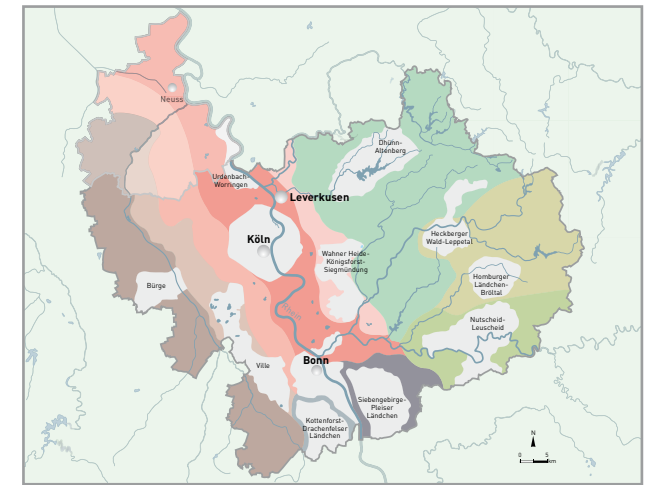 Neuss
Dhünn-
Altenberg
Urdenbach-
Worringen
Leverkusen
Heckberger
Wald-Leppetal
Köln
Wahner Heide-
Königsforst-
Siegmündung
Homburger
Ländchen-
Bröltal
Bürge
Rhein
Nutscheid-
Leuscheid
Bonn
Ville
Siebengebirge-
Pleiser
Ländchen
Kottenforst-
Drachenfelser
Ländchen
N
0 5
km